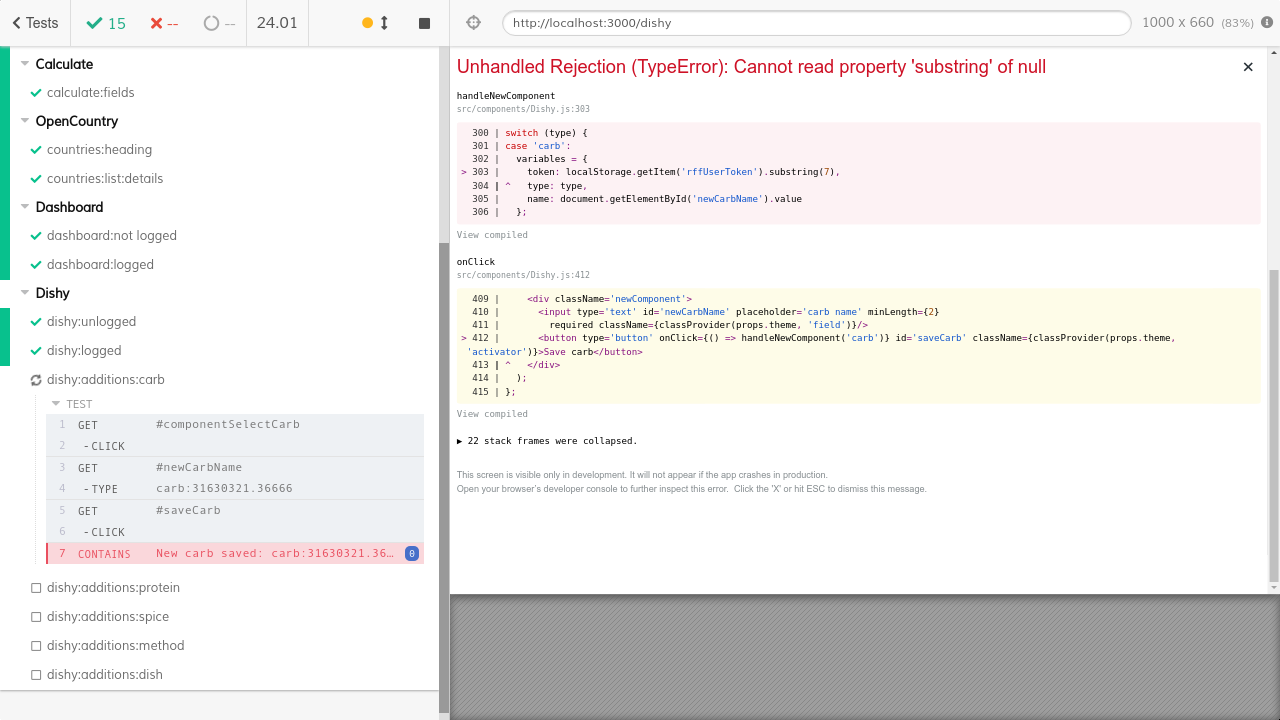 Tests
15
--
--
24.01
http://localhost:3000/dishy
1000 x 660 (83%)
Calculate
calculate:fields
OpenCountry
countries:heading
countries:list:details
Dashboard
dashboard:not logged
dashboard:logged
Dishy
dishy:unlogged
dishy:logged
dishy:additions:carb
TEST
1 GET #componentSelectCarb
2 -CLICK
3 GET #newCarbName
4 -TYPE carb:31630321.36666
5 GET #saveCarb
6 -CLICK
7 CONTAINS New carb saved: carb:31630321.36… 0
dishy:additions:protein
dishy:additions:spice
dishy:additions:method
dishy:additions:dish
Unhandled Rejection (TypeError): Cannot read property 'substring' of null
×
handleNewComponent
src/components/Dishy.js:303
300 | switch (type) {
301 | case 'carb':
302 |   variables = {
> 303 |     token: localStorage.getItem('rffUserToken').substring(7),
304 | ^   type: type,
305 |     name: document.getElementById('newCarbName').value
306 |   };
View compiled
onClick
src/components/Dishy.js:412
409 |     <div className='newComponent'>
410 |       <input type='text' id='newCarbName' placeholder='carb name' minLength={2}
411 |         required className={classProvider(props.theme, 'field')}/>
> 412 |       <button type='button' onClick={() => handleNewComponent('carb')} id='saveCarb' className={classProvider(props.theme,
'activator')}>Save carb</button>
413 | ^   </div>
414 |   );
415 | };
View compiled
▶ 22 stack frames were collapsed.
This screen is visible only in development. It will not appear if the app crashes in production.
Open your browser's developer console to further inspect this error. Click the 'X' or hit ESC to dismiss this message.